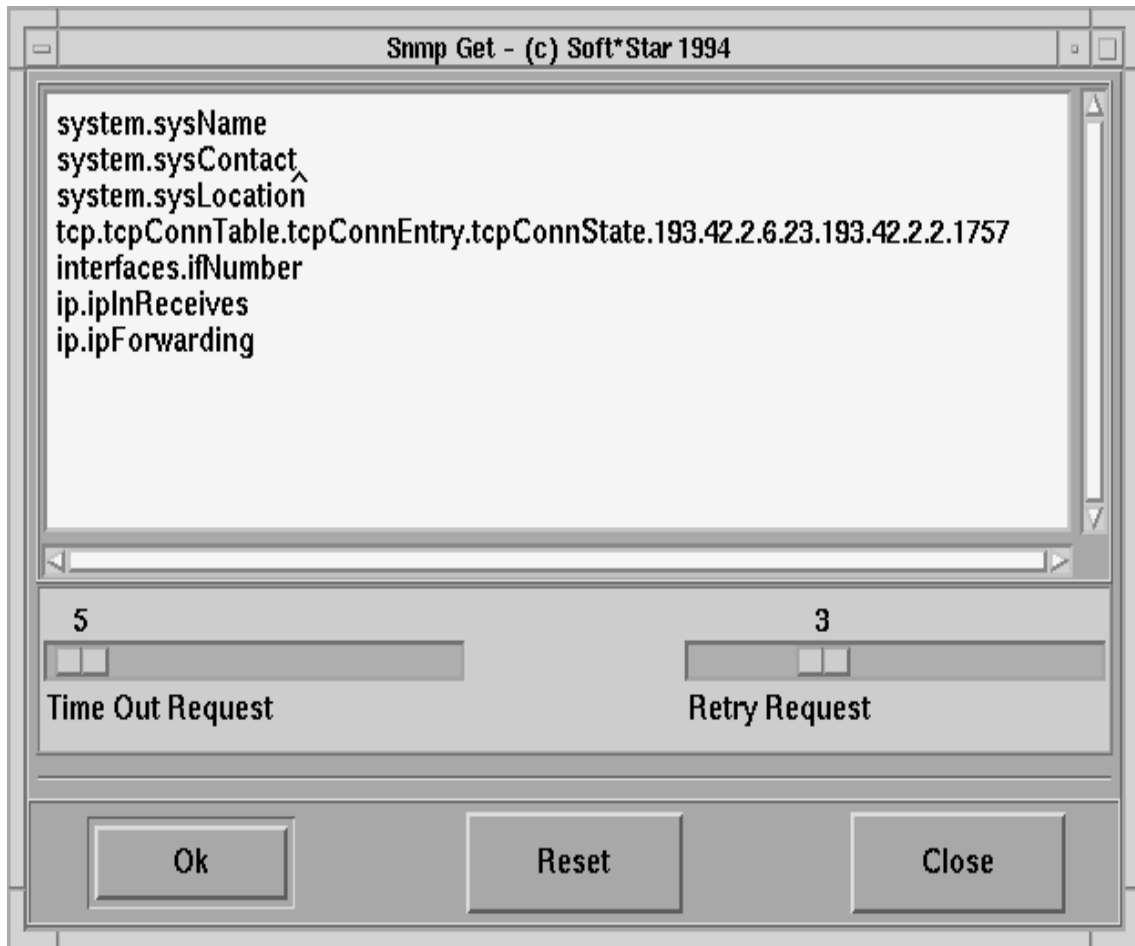 Snmp Get - (c) Soft*Star 1994
system.sysName
system.sysContact
system.sysLocation
tcp.tcpConnTable.tcpConnEntry.tcpConnState.193.42.2.6.23.193.42.2.2.1757
interfaces.ifNumber
ip.ipInReceives
ip.ipForwarding
5 3
Time Out Request Retry Request
Ok Reset Close